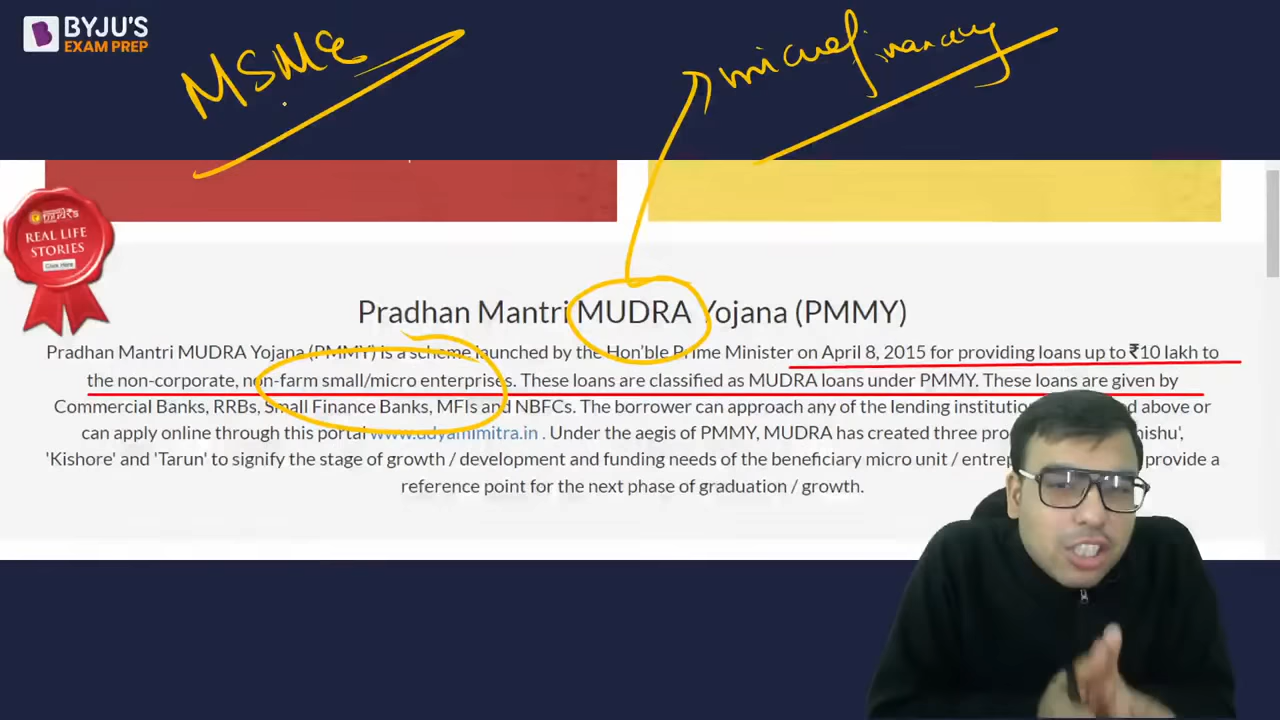 BYJU'S
EXAM PREP
MSME
REAL LIFE
STORIES
Click Here
Pradhan Mantri MUDRA Yojana (PMMY)
Pradhan Mantri MUDRA Yojana (PMMY) is a scheme launched by the Hon'ble Prime Minister on April 8, 2015 for providing loans up to ₹10 lakh to
the non-corporate, non-farm small/micro enterprises. These loans are classified as MUDRA loans under PMMY. These loans are given by
Commercial Banks, RRBs, Small Finance Banks, MFIs and NBFCs. The borrower can approach any of the lending above or
can apply online through this portal www.udyamimitra.in . Under the aegis of PMMY, MUDRA has created three
'Kishore' and 'Tarun' to signify the stage of growth / development and funding needs of the beneficiary micro unit / provide a
reference point for the next phase of graduation / growth.